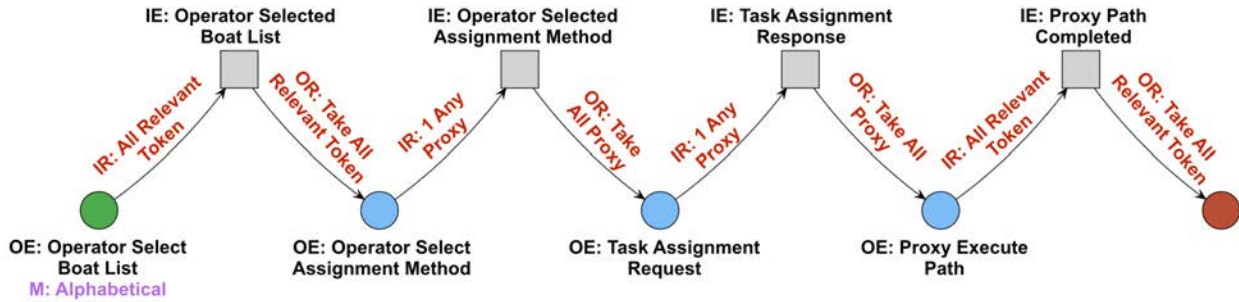 IE: Operator Selected
Boat List
IE: Operator Selected
Assignment Method
IE: Task Assignment
Response
IE: Proxy Path
Completed
IR: All Relevant
Token
OR: Take All
Relevant Token
IR: 1 Any
Proxy
OR: Take
All Proxy
IR: 1 Any
Proxy
OR: Take All
Proxy
IR: All Relevant
Token
OR: Take All
Relevant Token
OE: Operator Select
Boat List
M: Alphabetical
OE: Operator Select
Assignment Method
OE: Task Assignment
Request
OE: Proxy Execute
Path